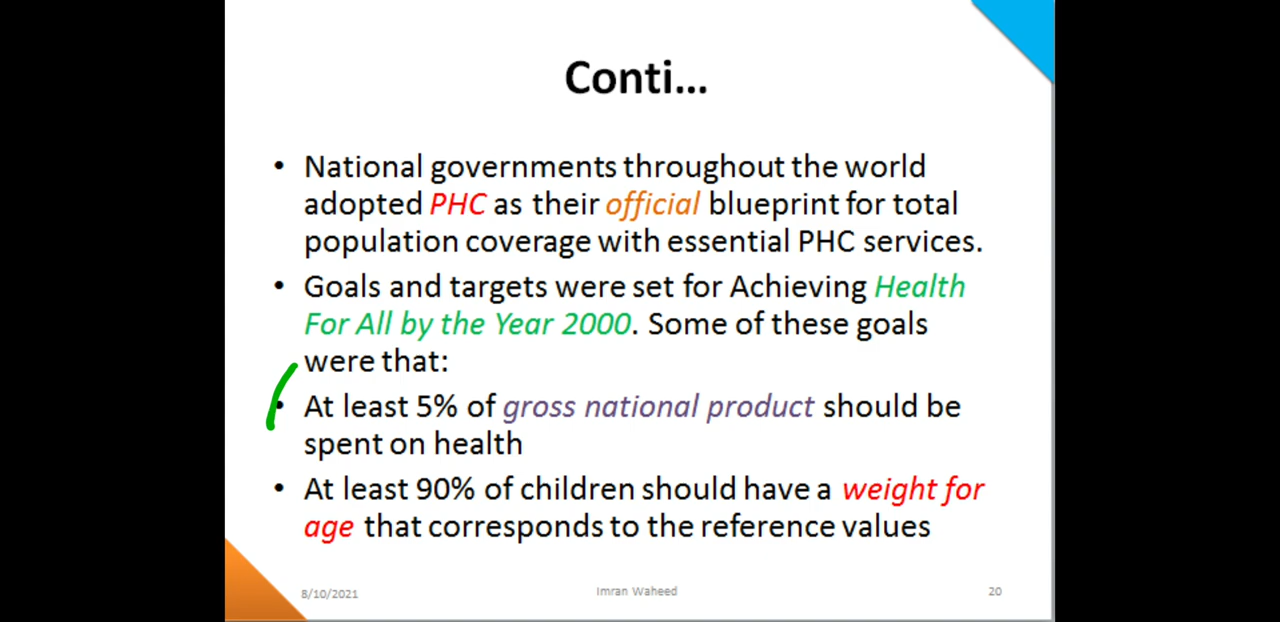 Conti...
• National governments throughout the world
adopted PHC as their official blueprint for total
population coverage with essential PHC services.
• Goals and targets were set for Achieving Health
For All by the Year 2000. Some of these goals
were that:
• At least 5% of gross national product should be
spent on health
• At least 90% of children should have a weight for
age that corresponds to the reference values
8/10/2021
Imran Waheed
20